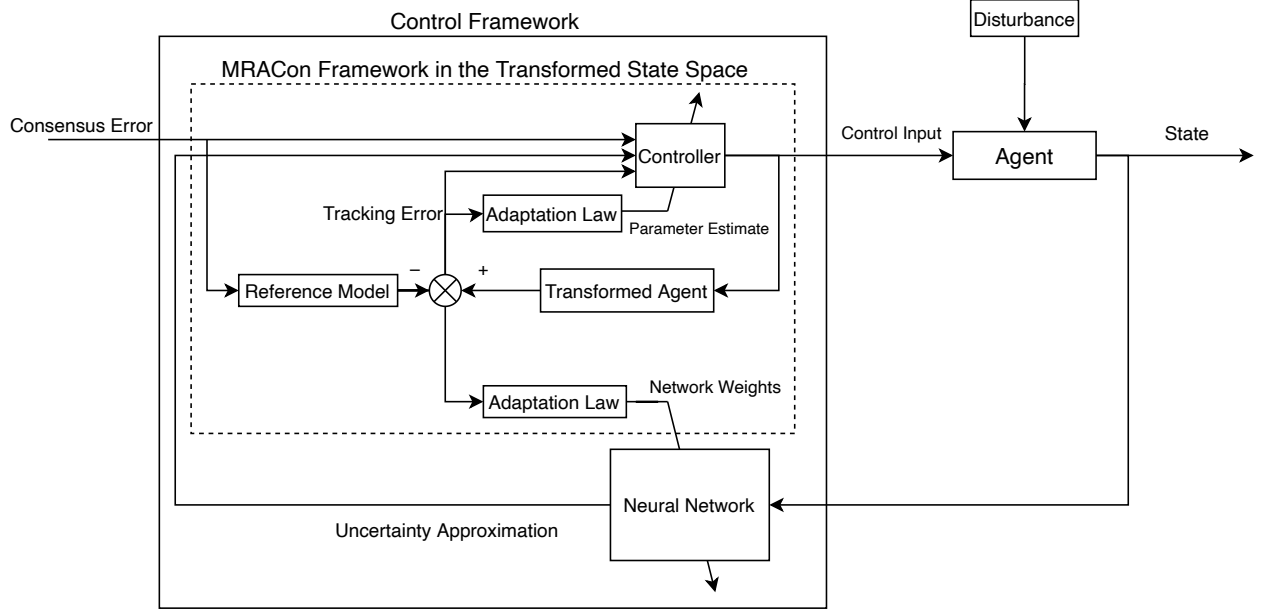 Disturbance
Control Framework
MRACon Framework in the Transformed State Space
Consensus Error
Controller
Control Input
Agent
State
Tracking Error
Adaptation Law
Parameter Estimate
−
+
Reference Model
Transformed Agent
Adaptation Law
Network Weights
Neural Network
Uncertainty Approximation